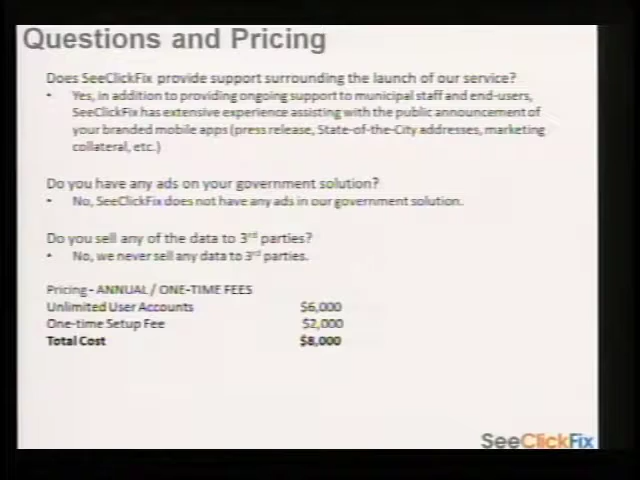 Questions and Pricing
Does SeeClickFix provide support surrounding the launch of our service?
• Yes, in addition to providing ongoing support to municipal staff and end-users,
SeeClickFix has extensive experience assisting with the public announcement of
your branded mobile apps (press release, State-of-the-City addresses, marketing
collateral, etc.)
Do you have any ads on your government solution?
• No, SeeClickFix does not have any ads in our government solution.
Do you sell any of the data to 3rd parties?
• No, we never sell any data to 3rd parties.
Pricing - ANNUAL / ONE-TIME FEES
Unlimited User Accounts $6,000
One-time Setup Fee $2,000
Total Cost $8,000
SeeClickFix